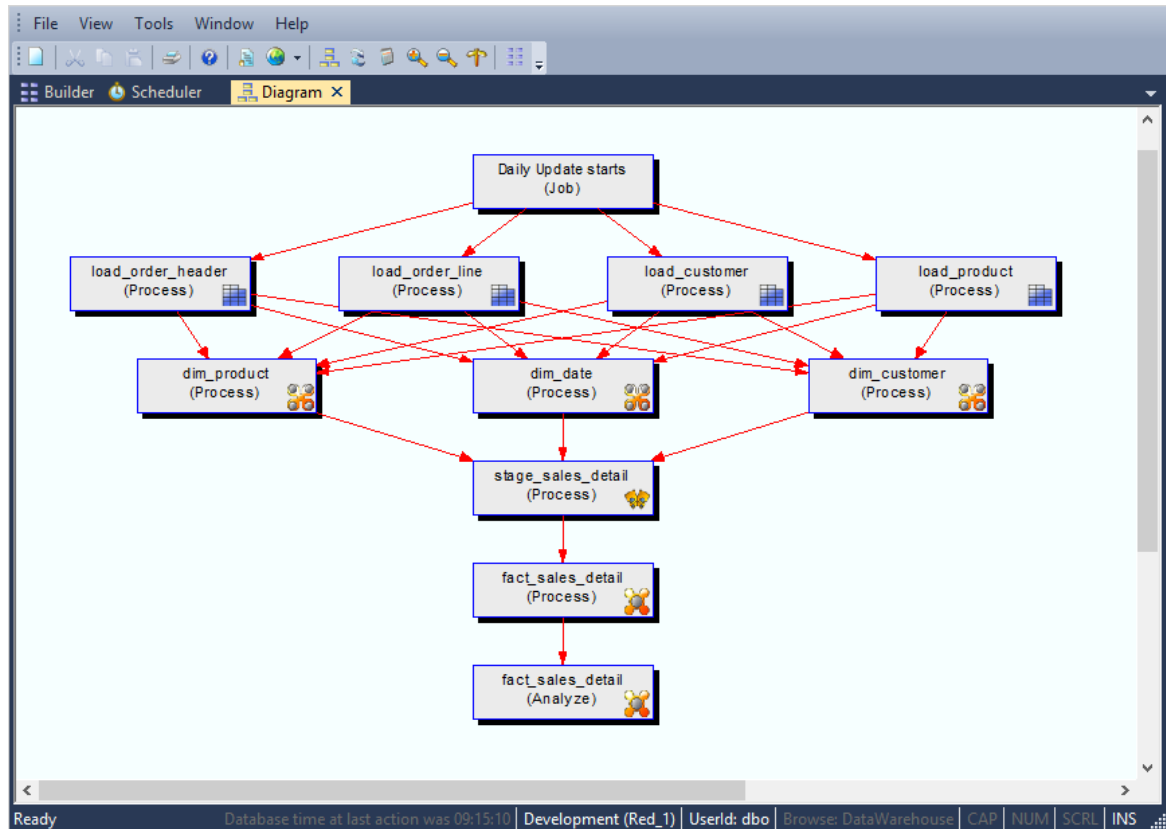 File View Tools Window Help
Builder Scheduler Diagram
Daily Update starts
(Job)
load_order_header
(Process)
load_order_line
(Process)
load_customer
(Process)
load_product
(Process)
dim_product
(Process)
dim_date
(Process)
dim_customer
(Process)
stage_sales_detail
(Process)
fact_sales_detail
(Process)
fact_sales_detail
(Analyze)
Ready Database time at last action was 09:15:10 Development (Red_1) UserId: dbo Browse: DataWarehouse CAP NUM SCRL INS